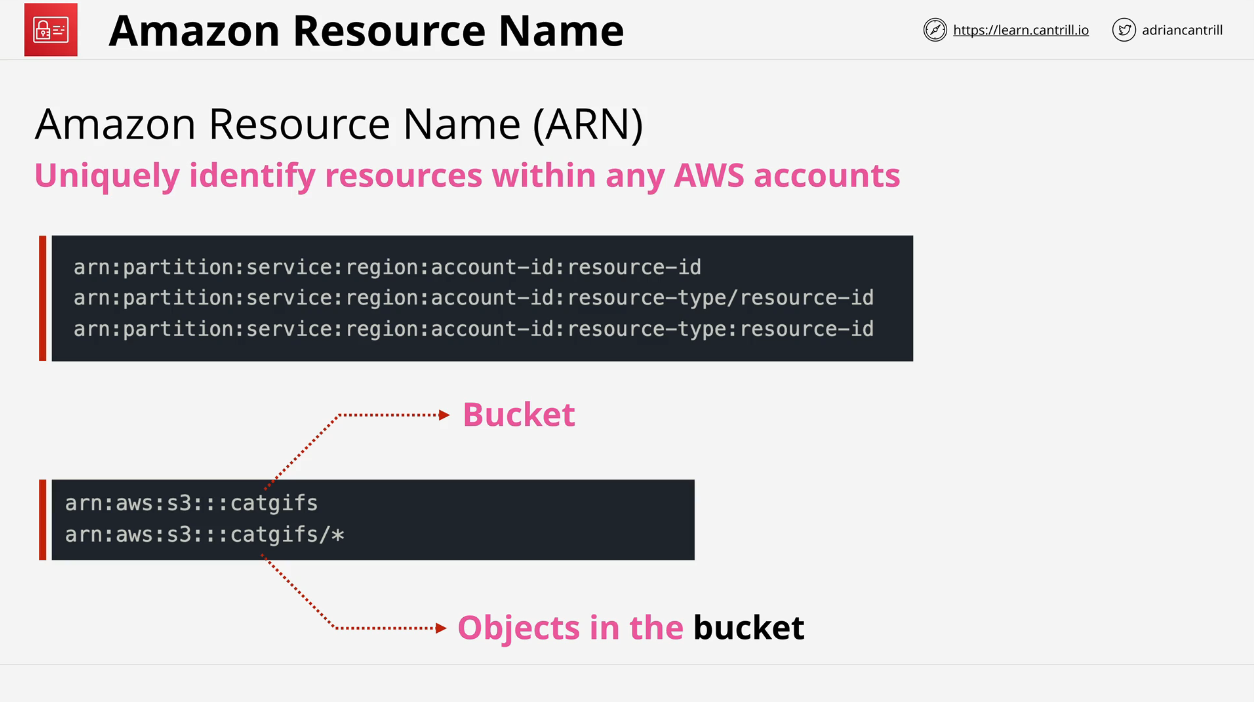 Amazon Resource Name
https://learn.cantrill.io
adriancantrill
Amazon Resource Name (ARN)
Uniquely identify resources within any AWS accounts
arn:partition:service:region:account-id:resource-id
arn:partition:service:region:account-id:resource-type/resource-id
arn:partition:service:region:account-id:resource-type:resource-id
Bucket
arn:aws:s3:::catgifs
arn:aws:s3:::catgifs/*
Objects in the bucket